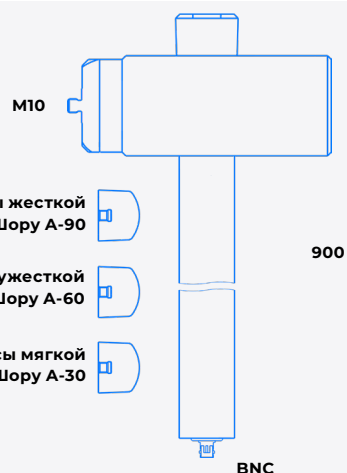 M10
жесткой
Шору А-90
900
ужесткой
Шору А-60
мягкой
Шору А-30
BNC